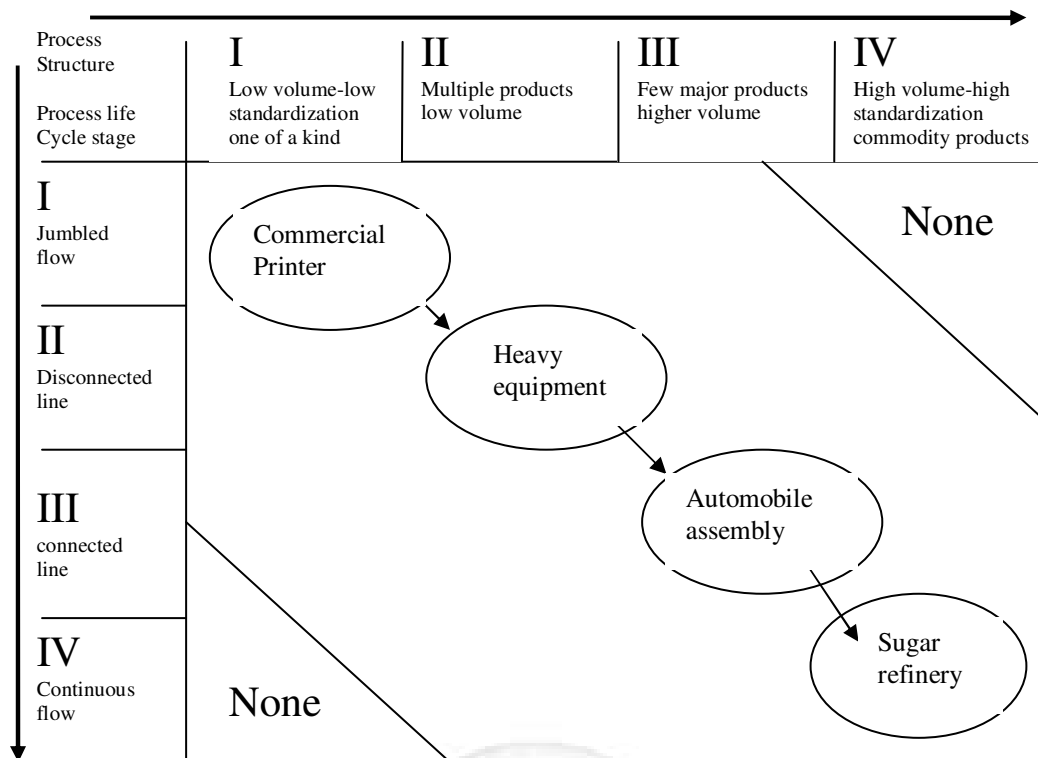 Process
Structure
Process life
Cycle stage
I
Low volume-low
standardization
one of a kind
II
Multiple products
low volume
III
Few major products
higher volume
IV
High volume-high
standardization
commodity products
I
Jumbled
flow
Commercial
Printer
None
II
Disconnected
line
Heavy
equipment
III
connected
line
Automobile
assembly
IV
Continuous
flow
None
Sugar
refinery